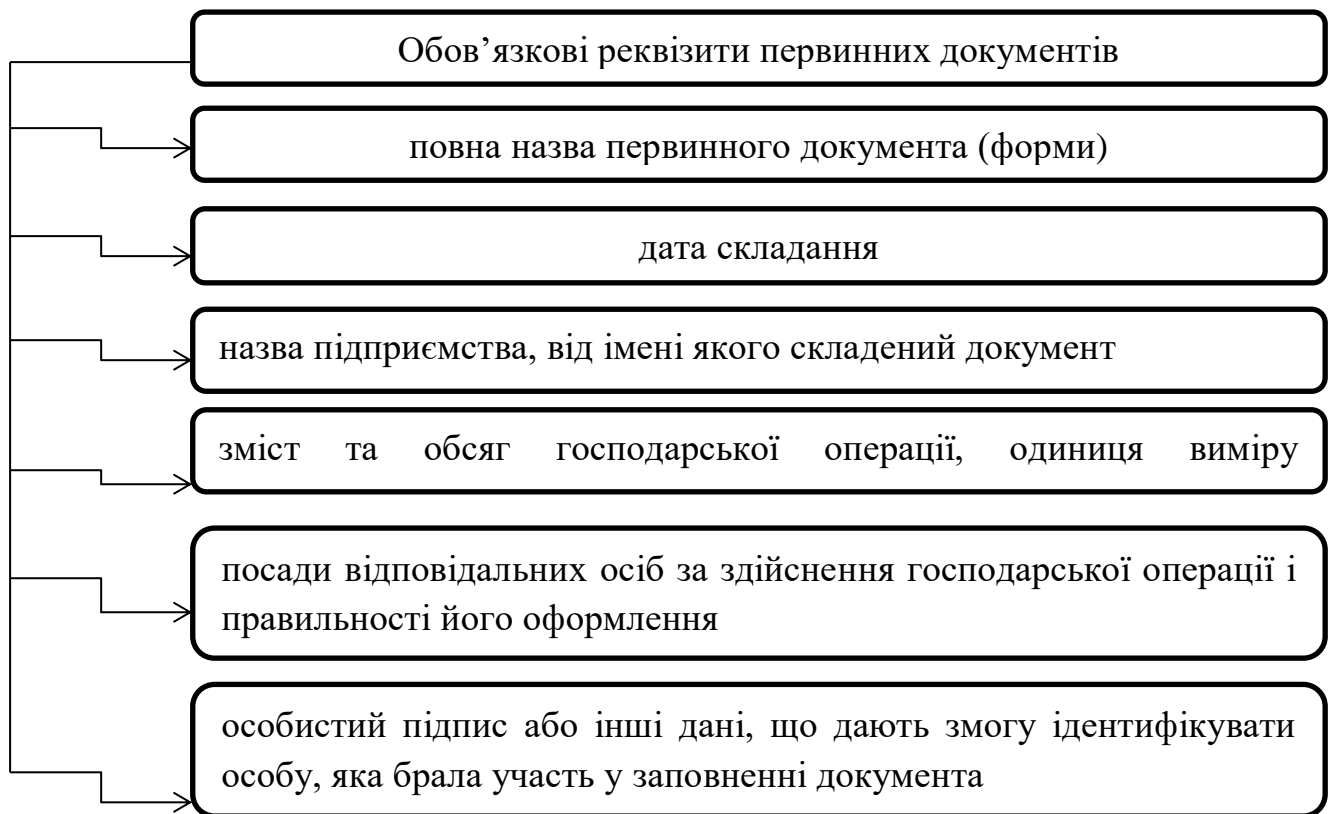 Обов’язкові реквізити первинних документів
повна назва первинного документа (форми)
дата складання
назва підприємства, від імені якого складений документ
зміст та обсяг господарської операції, одиниця виміру
посади відповідальних осіб за здійснення господарської операції і
правильності його оформлення
особистий підпис або інші дані, що дають змогу ідентифікувати
особу, яка брала участь у заповненні документа